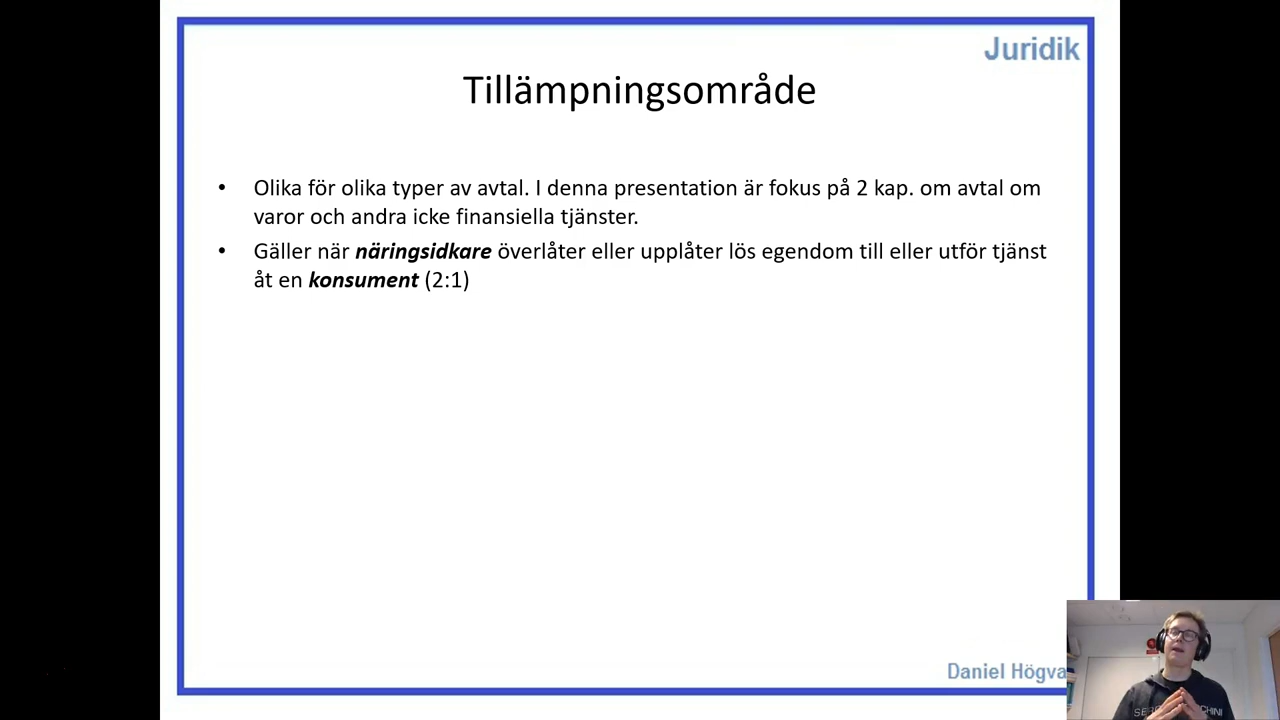 Juridik
Tillämpningsområde
• Olika för olika typer av avtal. I denna presentation är fokus på 2 kap. om avtal om
varor och andra icke finansiella tjänster.
• Gäller när näringsidkare överlåter eller upplåter lös egendom till eller utför tjänst
åt en konsument (2:1)
Daniel Högva